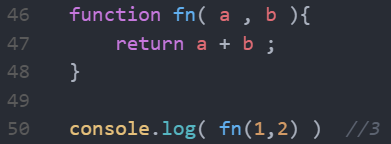 46 function fn( a , b ){
47     return a + b ;
48 }
49
50 console.log( fn(1,2) )  //3